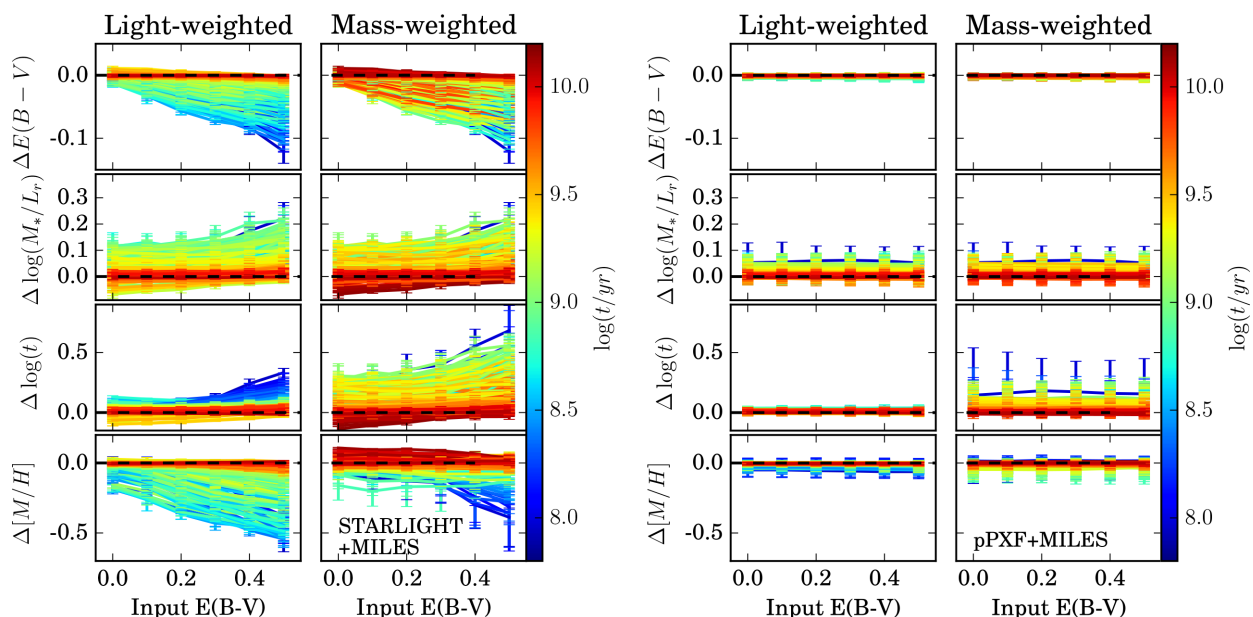 Light-weighted
Mass-weighted
Light-weighted
Mass-weighted
ΔE(B − V)
0.0
-0.1
Δ log(M*/Lr)
0.3
0.2
0.1
0.0
Δ log(t)
0.5
0.0
Δ[M/H]
0.0
-0.5
STARLIGHT
+MILES
0.0
0.2
0.4
0.0
0.2
0.4
Input E(B-V)
Input E(B-V)
10.0
9.5
9.0
8.5
8.0
log(t/yr)
ΔE(B − V)
0.0
-0.1
Δ log(M*/Lr)
0.3
0.2
0.1
0.0
Δ log(t)
0.5
0.0
Δ[M/H]
0.0
-0.5
pPXF+MILES
0.0
0.2
0.4
0.0
0.2
0.4
Input E(B-V)
Input E(B-V)
10.0
9.5
9.0
8.5
8.0
log(t/yr)